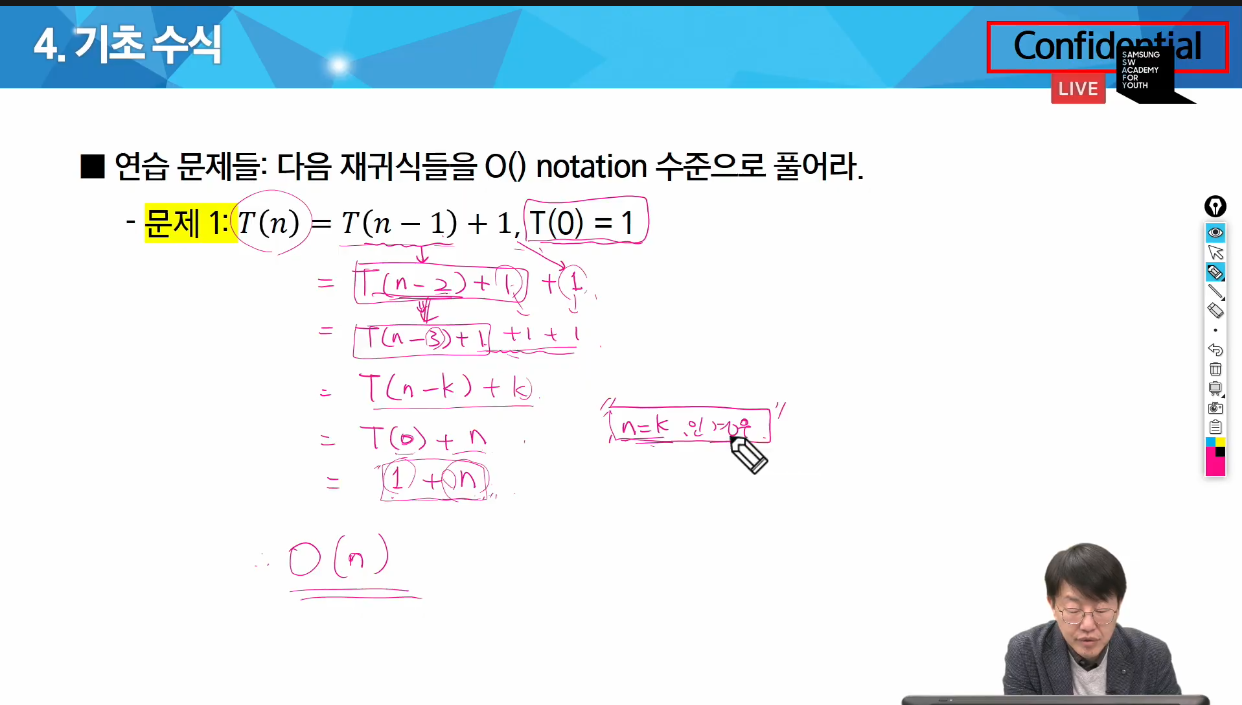 4. 기초 수식
Confidential
SAMSUNG
SW
ACADEMY
FOR
YOUTH
LIVE
■ 연습 문제들: 다음 재귀식들을 O() notation 수준으로 풀어라.
- 문제 1: T(n) = T(n − 1) + 1, T(0) = 1
= T(n-2)+1 +1
= T(n-3)+1 +1 + 1
= T(n-k) + k
n=k 인 경우
= T(0) + n
= 1 + n
∴ O(n)